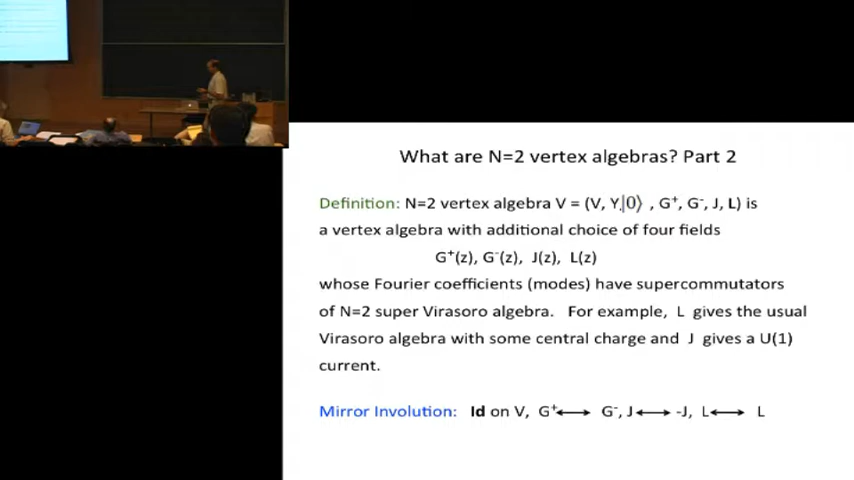 What are N=2 vertex algebras? Part 2
Definition: N=2 vertex algebra V = (V, Y,|0⟩ , G⁺, G⁻, J, L) is
a vertex algebra with additional choice of four fields
G⁺(z), G⁻(z), J(z), L(z)
whose Fourier coefficients (modes) have supercommutators
of N=2 super Virasoro algebra. For example, L gives the usual
Virasoro algebra with some central charge and J gives a U(1)
current.
Mirror Involution: Id on V, G⁺⟷ G⁻, J⟷ -J, L⟷ L